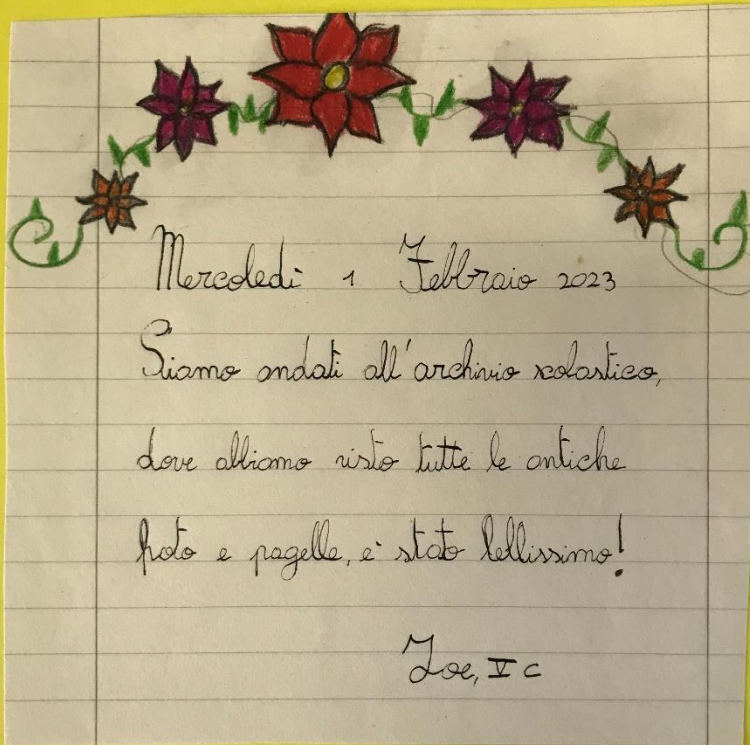 Mercoledì 1 Febbraio 2023
Siamo andati all'archivio scolastico,
dove abbiamo visto tutte le antiche
foto e pagelle, è stato bellissimo!
Zoe, V C